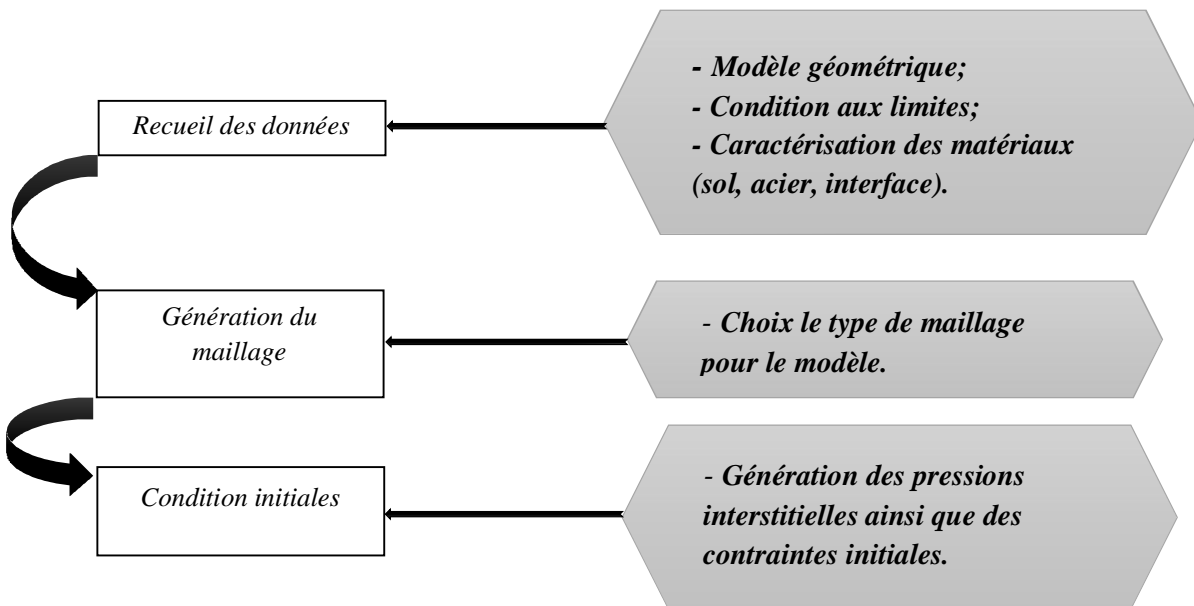 Recueil des données
- Modèle géométrique;
- Condition aux limites;
- Caractérisation des matériaux
(sol, acier, interface).
Génération du
maillage
- Choix le type de maillage
pour le modèle.
Condition initiales
- Génération des pressions
interstitielles ainsi que des
contraintes initiales.